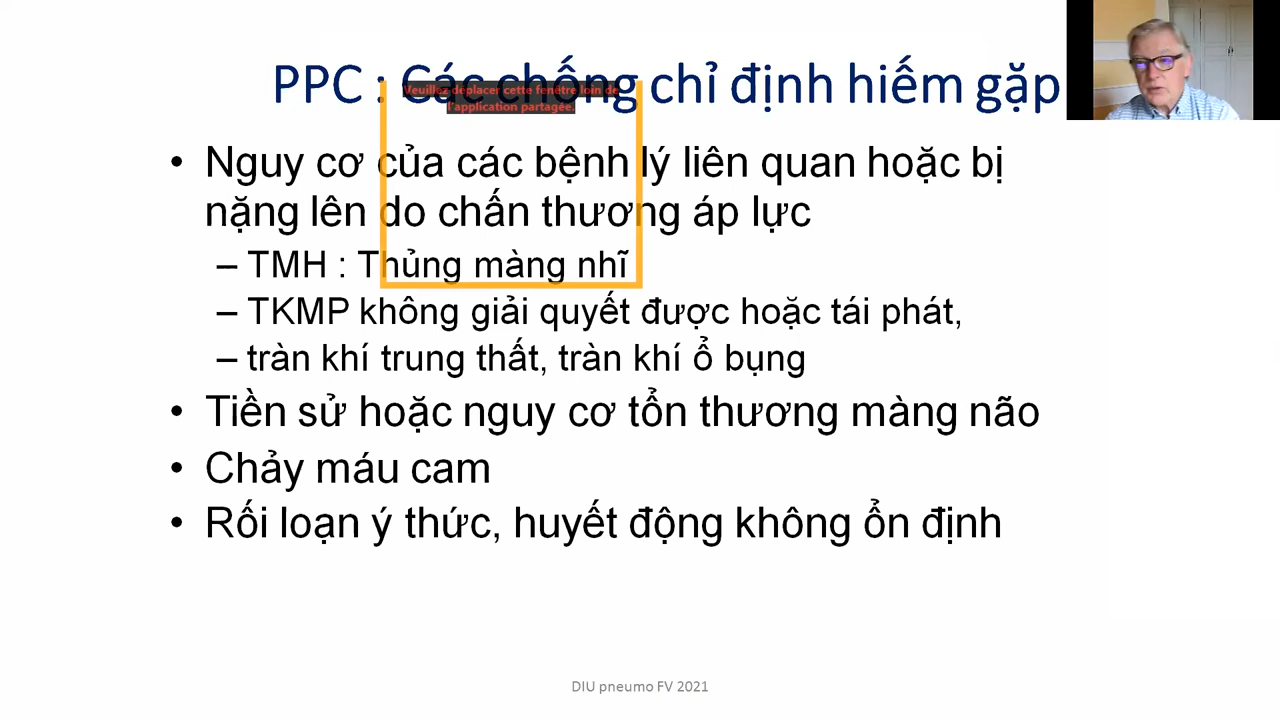 PPC : Các chống chỉ định hiếm gặp
Veuillez déplacer cette fenêtre loin de
l'application partagée.
• Nguy cơ của các bệnh lý liên quan hoặc bị
nặng lên do chấn thương áp lực
– TMH : Thủng màng nhĩ
– TKMP không giải quyết được hoặc tái phát,
– tràn khí trung thất, tràn khí ổ bụng
• Tiền sử hoặc nguy cơ tổn thương màng não
• Chảy máu cam
• Rối loạn ý thức, huyết động không ổn định
DIU pneumo FV 2021